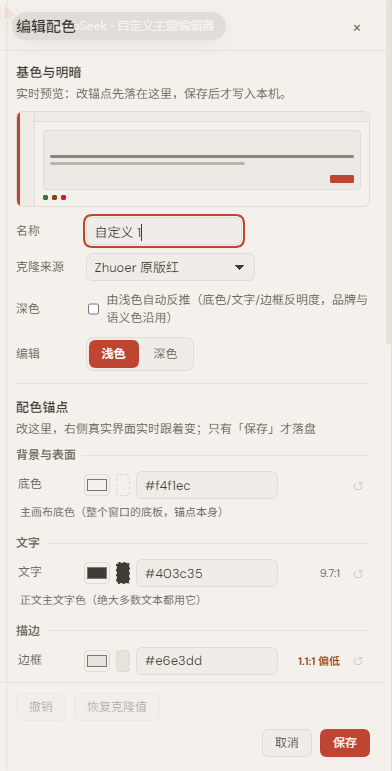 编辑配色
Seek · 自定义主题编辑器
×
基色与明暗
实时预览：改锚点先落在这里，保存后才写入本机。
名称
自定义 1
克隆来源
Zhuoer 原版红
深色
由浅色自动反推（底色/文字/边框反明度，品牌与
语义色沿用）
编辑
浅色
深色
配色锚点
改这里，右侧真实界面实时跟着变；只有「保存」才落盘
背景与表面
底色
#f4f1ec
↺
主画布底色（整个窗口的底板，锚点本身）
文字
文字
#403c35
9.7:1
↺
正文主文字色（绝大多数文本都用它）
描边
边框
#e6e3dd
1.1:1 偏低
↺
撤销
恢复克隆值
取消
保存